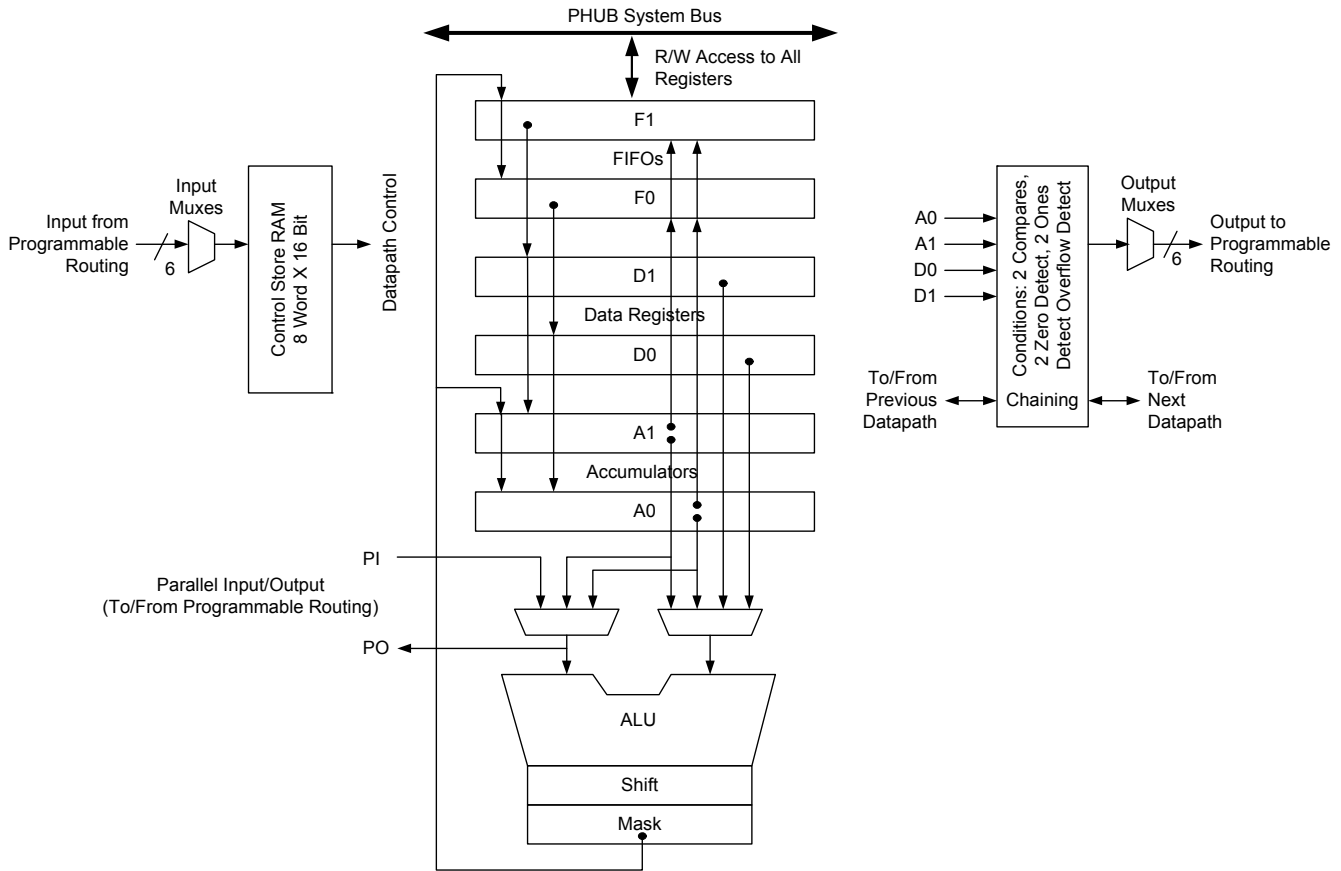 PHUB System Bus
R/W Access to All
Registers
F1
FIFOs
F0
D1
Data Registers
D0
A1
Accumulators
A0
Input from
Programmable
Routing
6
Input
Muxes
Control Store RAM
8 Word X 16 Bit
Datapath Control
A0
A1
D0
D1
Conditions: 2 Compares,
2 Zero Detect, 2 Ones
Detect Overflow Detect
Output
Muxes
6
Output to
Programmable
Routing
To/From
Previous
Datapath
Chaining
To/From
Next
Datapath
PI
Parallel Input/Output
(To/From Programmable Routing)
PO
ALU
Shift
Mask